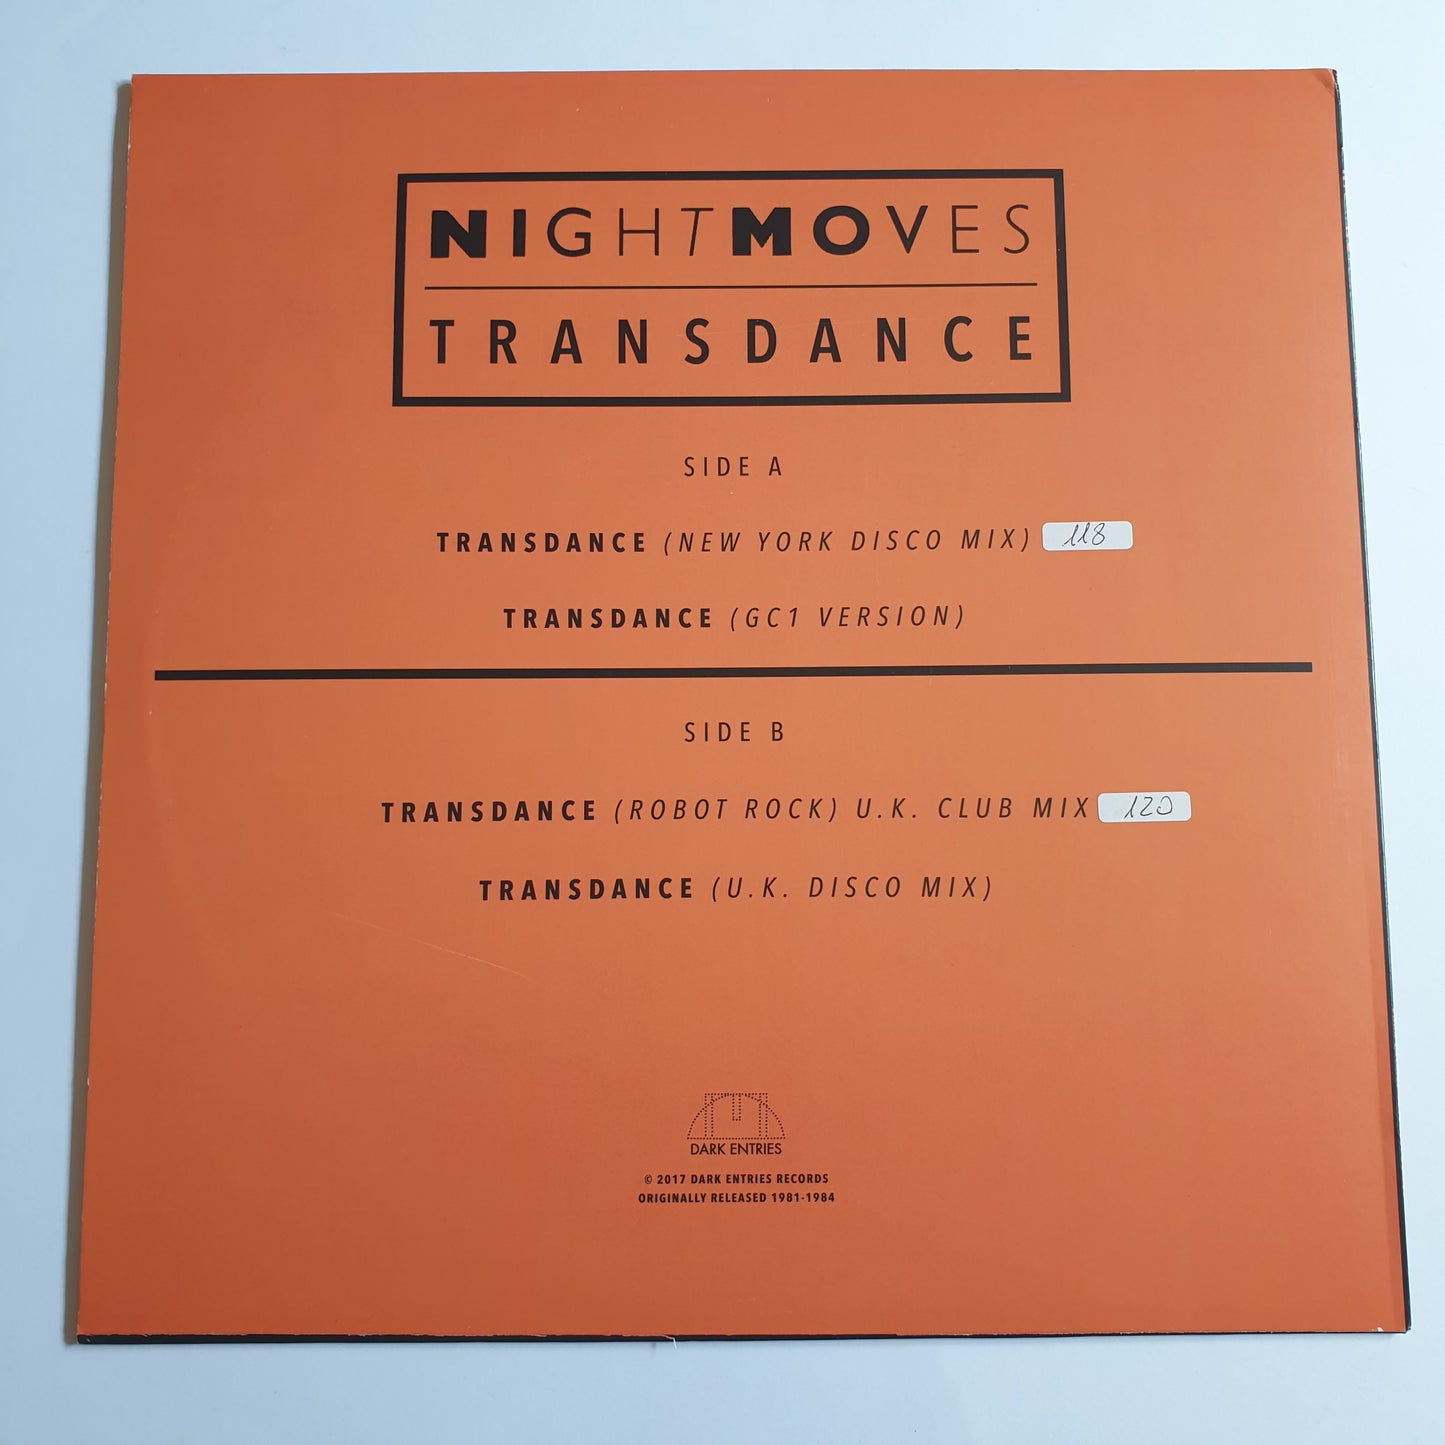 NIGHTMOVES
TRANSDANCE
SIDE A
TRANSDANCE (NEW YORK DISCO MIX) 118
TRANSDANCE (GC1 VERSION)
SIDE B
TRANSDANCE (ROBOT ROCK) U.K. CLUB MIX 120
TRANSDANCE (U.K. DISCO MIX)
DARK ENTRIES
© 2017 DARK ENTRIES RECORDS
ORIGINALLY RELEASED 1981-1984